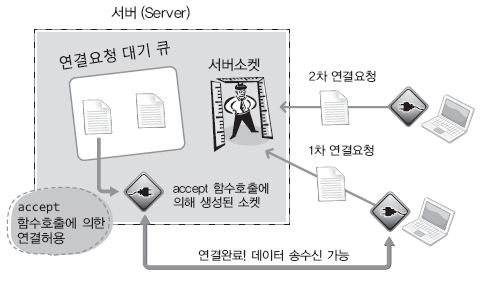 서버 (Server)
연결요청 대기 큐
서버소켓
2차 연결요청
1차 연결요청
accept 함수호출에
의해 생성된 소켓
accept
함수호출에 의한
연결허용
연결완료! 데이터 송수신 가능